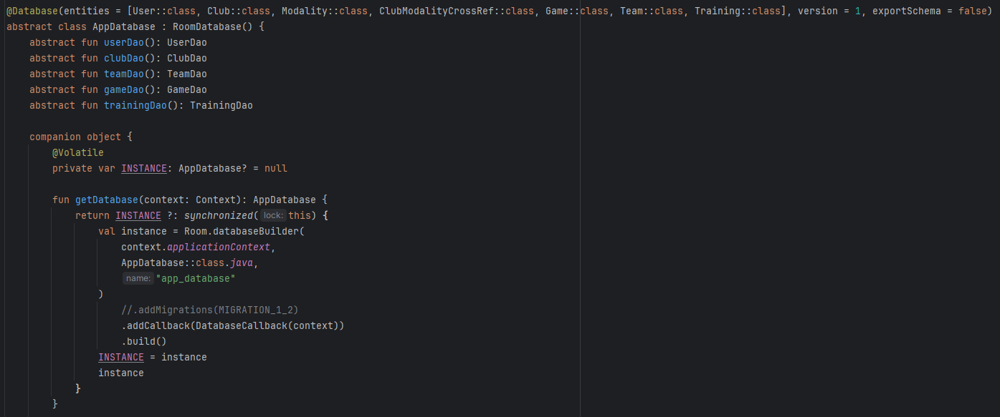 @Database(entities = [User::class, Club::class, Modality::class, ClubModalityCrossRef::class, Game::class, Team::class, Training::class], version = 1, exportSchema = false)
abstract class AppDatabase : RoomDatabase() {
    abstract fun userDao(): UserDao
    abstract fun clubDao(): ClubDao
    abstract fun teamDao(): TeamDao
    abstract fun gameDao(): GameDao
    abstract fun trainingDao(): TrainingDao

    companion object {
        @Volatile
        private var INSTANCE: AppDatabase? = null

        fun getDatabase(context: Context): AppDatabase {
            return INSTANCE ?: synchronized( lock: this) {
                val instance = Room.databaseBuilder(
                    context.applicationContext,
                    AppDatabase::class.java,
                    name: "app_database"
                )
                    //.addMigrations(MIGRATION_1_2)
                    .addCallback(DatabaseCallback(context))
                    .build()
                INSTANCE = instance
                instance
            }
        }